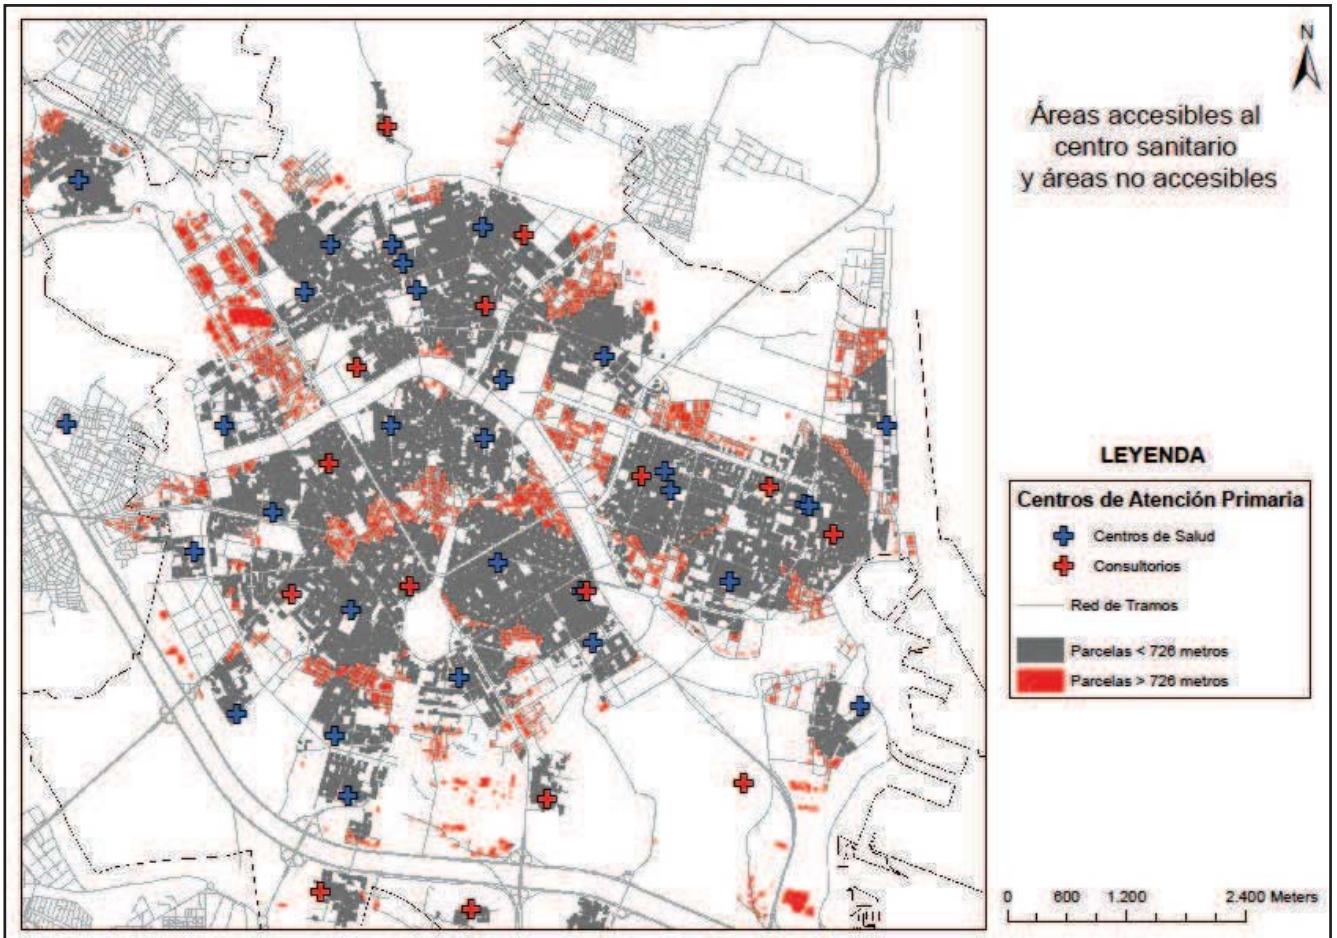 N
Áreas accesibles al
centro sanitario
y áreas no accesibles
LEYENDA
Centros de Atención Primaria
Centros de Salud
Consultorios
Red de Tramos
Parcelas < 726 metros
Parcelas > 726 metros
0 600 1.200 2.400 Meters